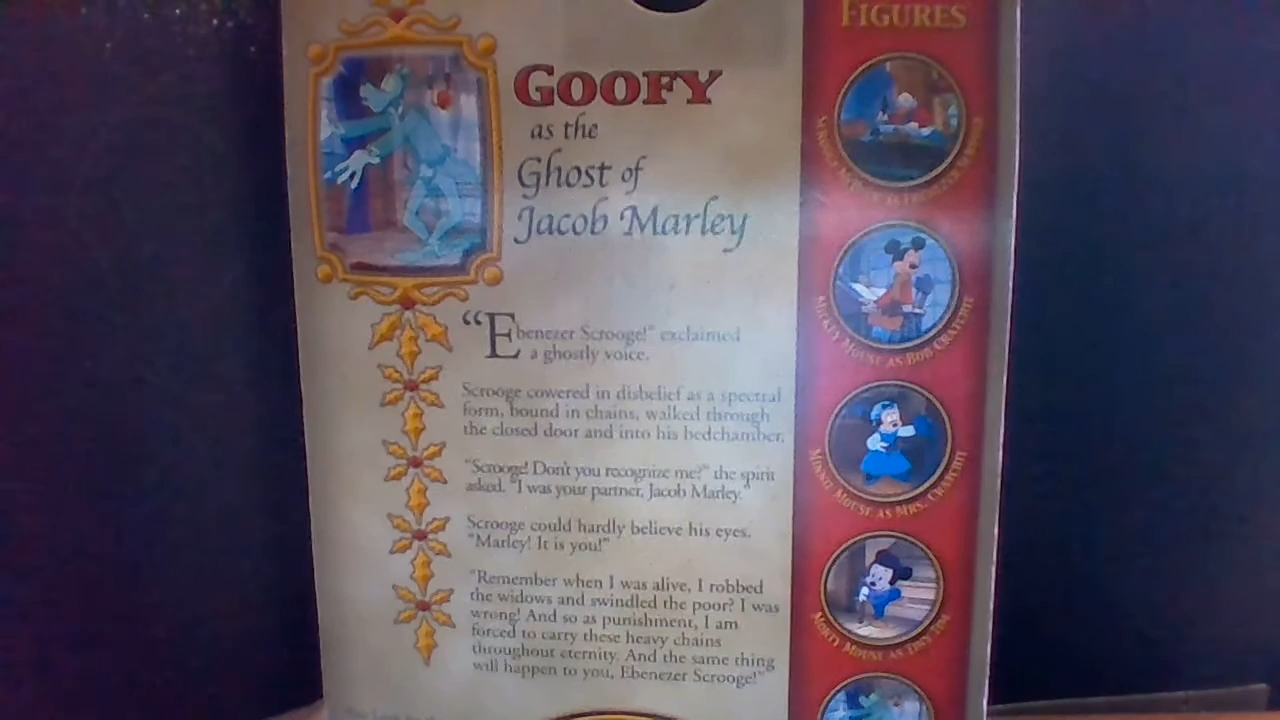 GOOFY
as the
Ghost of
Jacob Marley
"Ebenezer Scrooge!" exclaimed
a ghostly voice.
Scrooge cowered in disbelief as a spectral
form, bound in chains, walked through
the closed door and into his bedchamber.
"Scrooge! Don't you recognize me?" the spirit
asked. "I was your partner, Jacob Marley."
Scrooge could hardly believe his eyes.
"Marley! It is you!"
"Remember when I was alive, I robbed
the widows and swindled the poor? I was
wrong! And so as punishment, I am
forced to carry these heavy chains
throughout eternity. And the same thing
will happen to you, Ebenezer Scrooge!"
FIGURES
MICKEY MOUSE AS BOB CRATCHIT
MINNIE MOUSE AS MRS. CRATCHIT
MORTY MOUSE AS TINY TIM